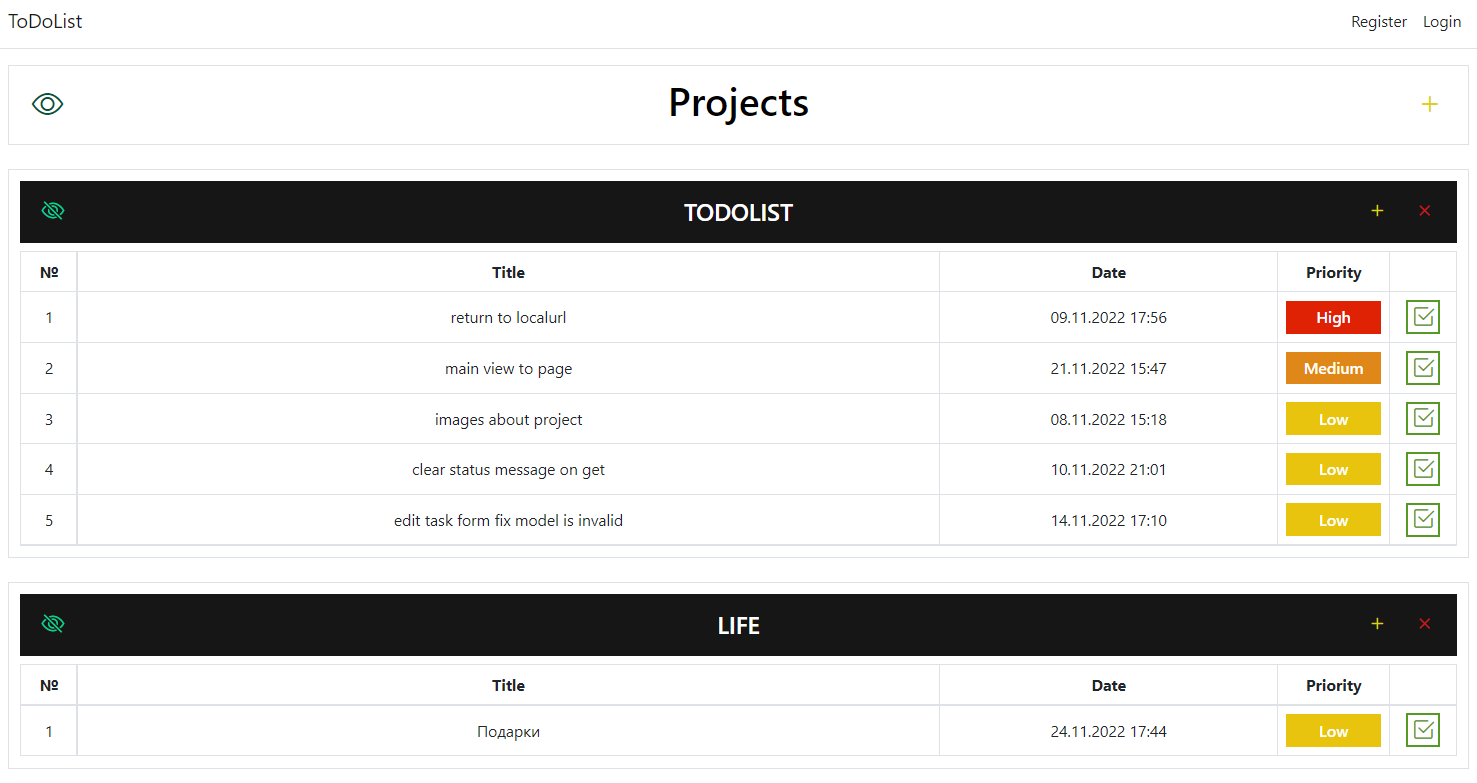 ToDoList Register Login
Projects
TODOLIST
№ Title Date Priority
1 return to localurl 09.11.2022 17:56 High
2 main view to page 21.11.2022 15:47 Medium
3 images about project 08.11.2022 15:18 Low
4 clear status message on get 10.11.2022 21:01 Low
5 edit task form fix model is invalid 14.11.2022 17:10 Low
LIFE
№ Title Date Priority
1 Подарки 24.11.2022 17:44 Low